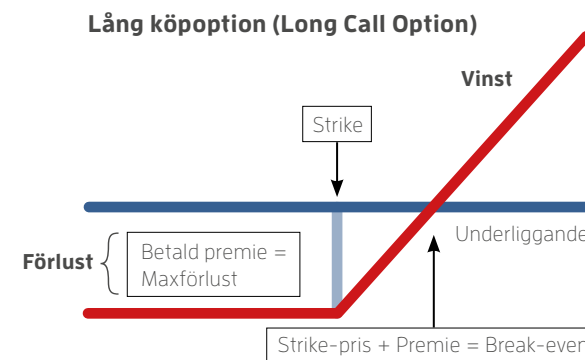 Lång köpoption (Long Call Option)
Vinst
Strike
Underliggande
Förlust
Betald premie =
Maxförlust
Strike-pris + Premie = Break-even